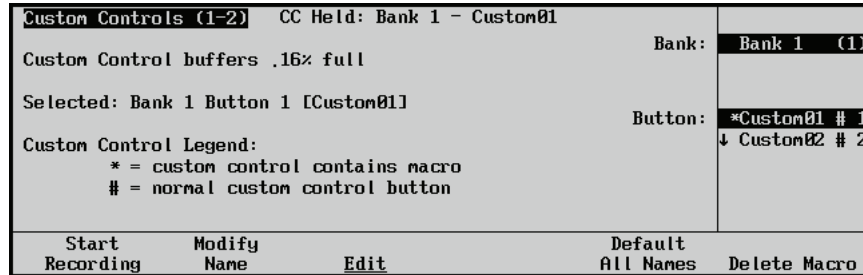 Custom Controls (1-2) CC Held: Bank 1 - Custom01
Bank: Bank 1 (1)
Custom Control buffers .16% full
Selected: Bank 1 Button 1 [Custom01]
Button: *Custom01 # 1
Custom Control Legend: ↓ Custom02 # 2
* = custom control contains macro
# = normal custom control button
Start Modify Default
Recording Name Edit All Names Delete Macro